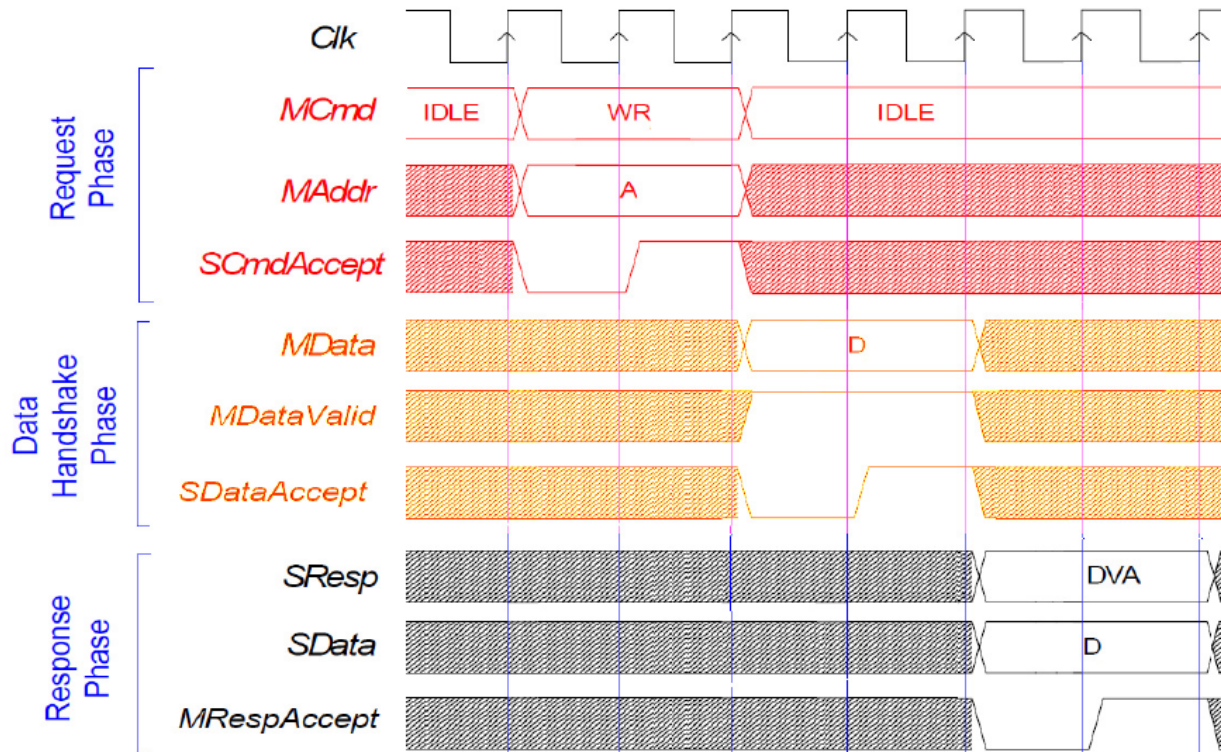 Clk
Request
Phase
MCmd
IDLE
WR
IDLE
MAddr
A
SCmdAccept
Data
Handshake
Phase
MData
D
MDataValid
SDataAccept
Response
Phase
SResp
DVA
SData
D
MRespAccept